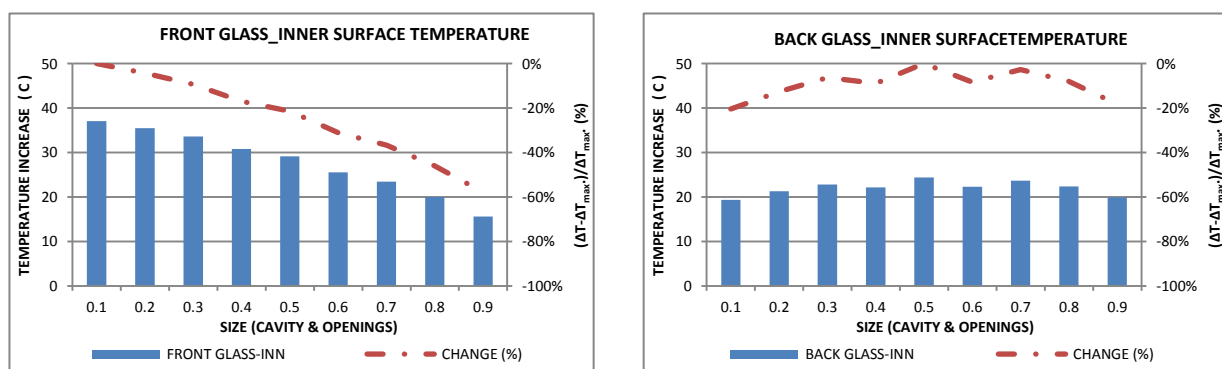 FRONT GLASS_INNER SURFACE TEMPERATURE
TEMPERATURE INCREASE ( C )
50
40
30
20
10
0
0%
-20%
-40%
-60%
-80%
-100%
(ΔT-ΔTmax.)/ΔTmax. (%)
0.1 0.2 0.3 0.4 0.5 0.6 0.7 0.8 0.9
SIZE (CAVITY & OPENINGS)
FRONT GLASS-INN CHANGE (%)
BACK GLASS_INNER SURFACETEMPERATURE
TEMPERATURE INCREASE ( C )
50
40
30
20
10
0
0%
-20%
-40%
-60%
-80%
-100%
(ΔT-ΔTmax.)/ΔTmax. (%)
0.1 0.2 0.3 0.4 0.5 0.6 0.7 0.8 0.9
SIZE (CAVITY & OPENINGS)
BACK GLASS-INN CHANGE (%)